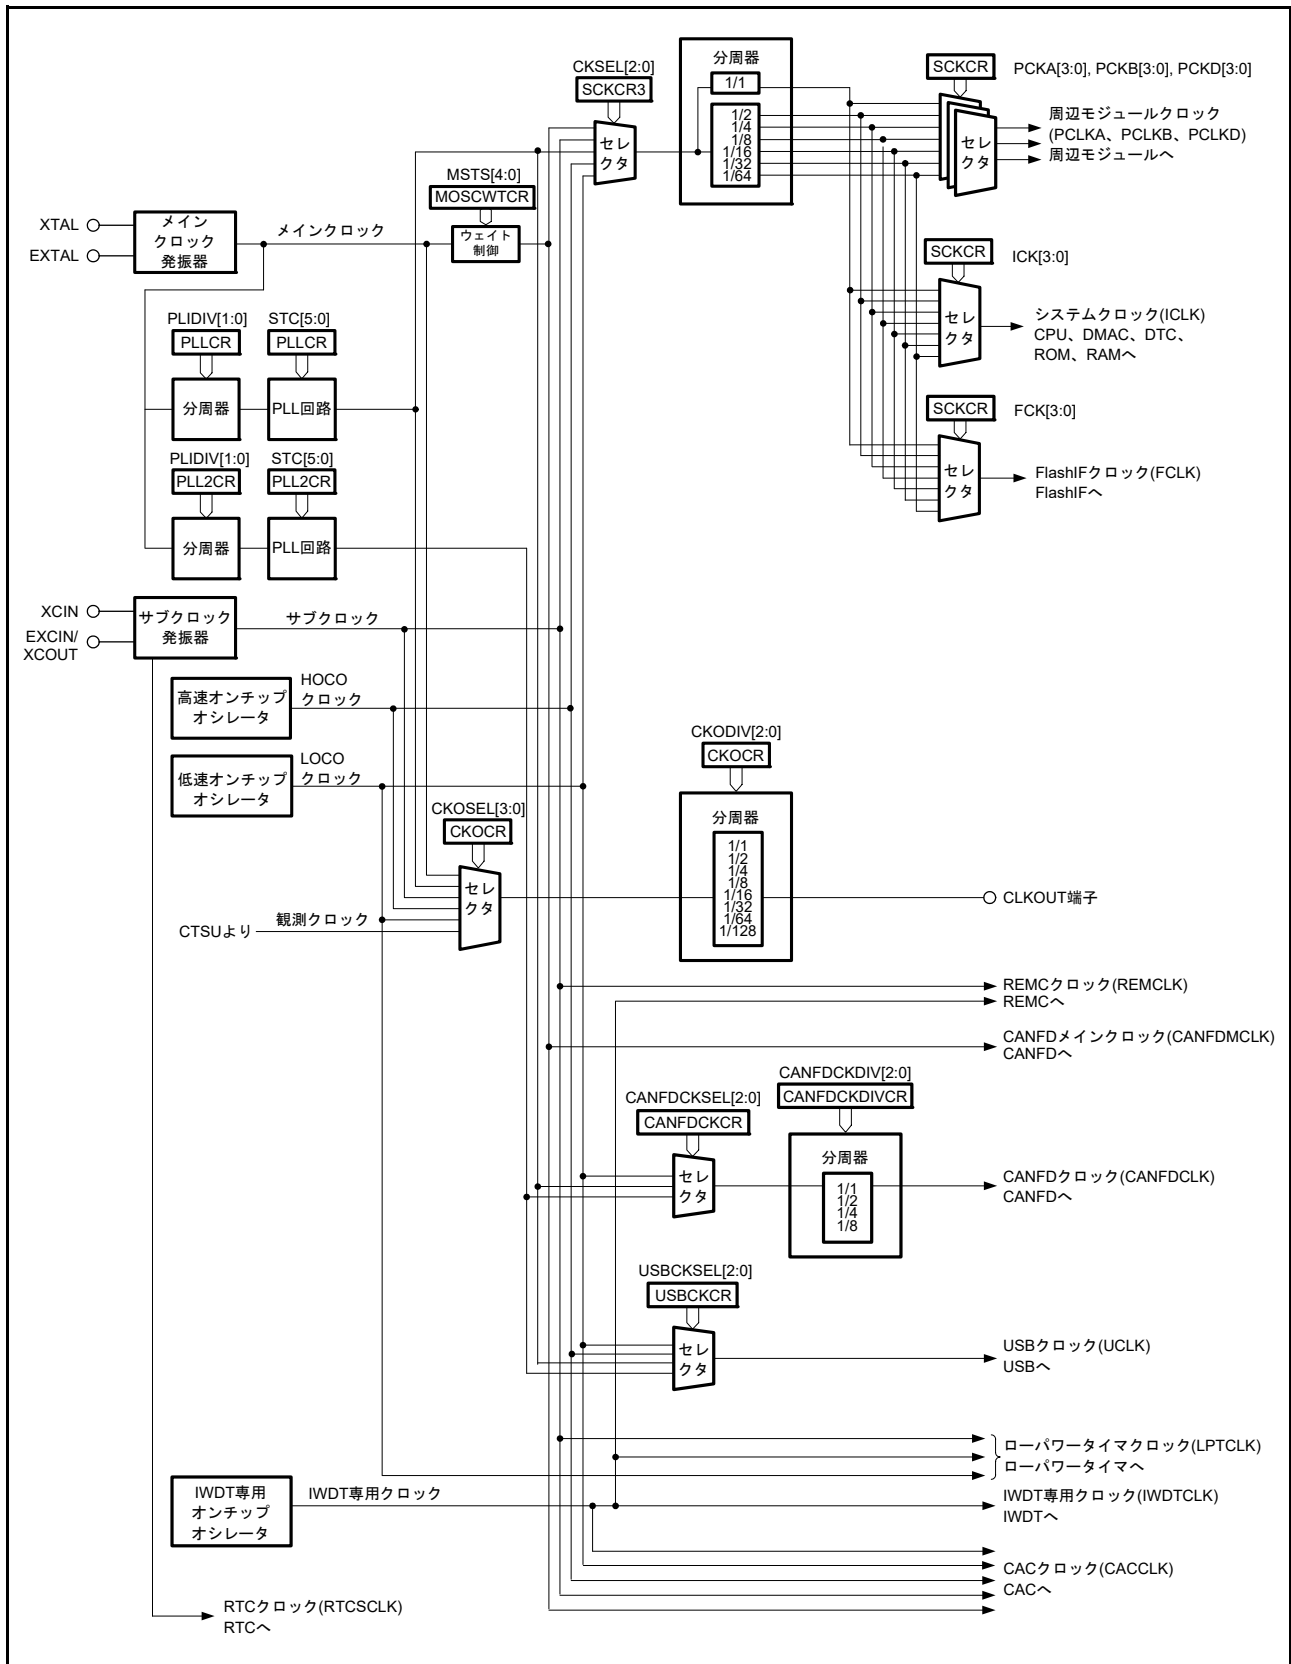 分周器
1/1
1/2
1/4
1/8
1/16
1/32
1/64
CKSEL[2:0]
SCKCR3
セレ
クタ
SCKCR
PCKA[3:0], PCKB[3:0], PCKD[3:0]
セレ
クタ
周辺モジュールクロック
(PCLKA、PCLKB、PCLKD)
周辺モジュールへ
MSTS[4:0]
MOSCWTCR
ウェイト
制御
XTAL
EXTAL
メイン
クロック
発振器
メインクロック
SCKCR
ICK[3:0]
セレ
クタ
システムクロック(ICLK)
CPU、DMAC、DTC、
ROM、RAMへ
PLIDIV[1:0]
PLLCR
分周器
STC[5:0]
PLLCR
PLL回路
SCKCR
FCK[3:0]
セレ
クタ
FlashIFクロック(FCLK)
FlashIFへ
PLIDIV[1:0]
PLL2CR
分周器
STC[5:0]
PLL2CR
PLL回路
XCIN
EXCIN/
XCOUT
サブクロック
発振器
サブクロック
高速オンチップ
オシレータ
HOCO
クロック
低速オンチップ
オシレータ
LOCO
クロック
CKOSEL[3:0]
CKOCR
セレ
クタ
CTSUより
観測クロック
CKODIV[2:0]
CKOCR
分周器
1/1
1/2
1/4
1/8
1/16
1/32
1/64
1/128
CLKOUT端子
REMCクロック(REMCLK)
REMCへ
CANFDメインクロック(CANFDMCLK)
CANFDへ
CANFDCKSEL[2:0]
CANFDCKCR
セレ
クタ
CANFDCKDIV[2:0]
CANFDCKDIVCR
分周器
1/1
1/2
1/4
1/8
CANFDクロック(CANFDCLK)
CANFDへ
USBCKSEL[2:0]
USBCKCR
セレ
クタ
USBクロック(UCLK)
USBへ
ローパワータイマクロック(LPTCLK)
ローパワータイマへ
IWDT専用
オンチップ
オシレータ
IWDT専用クロック
IWDT専用クロック(IWDTCLK)
IWDTへ
CACクロック(CACCLK)
CACへ
RTCクロック(RTCSCLK)
RTCへ